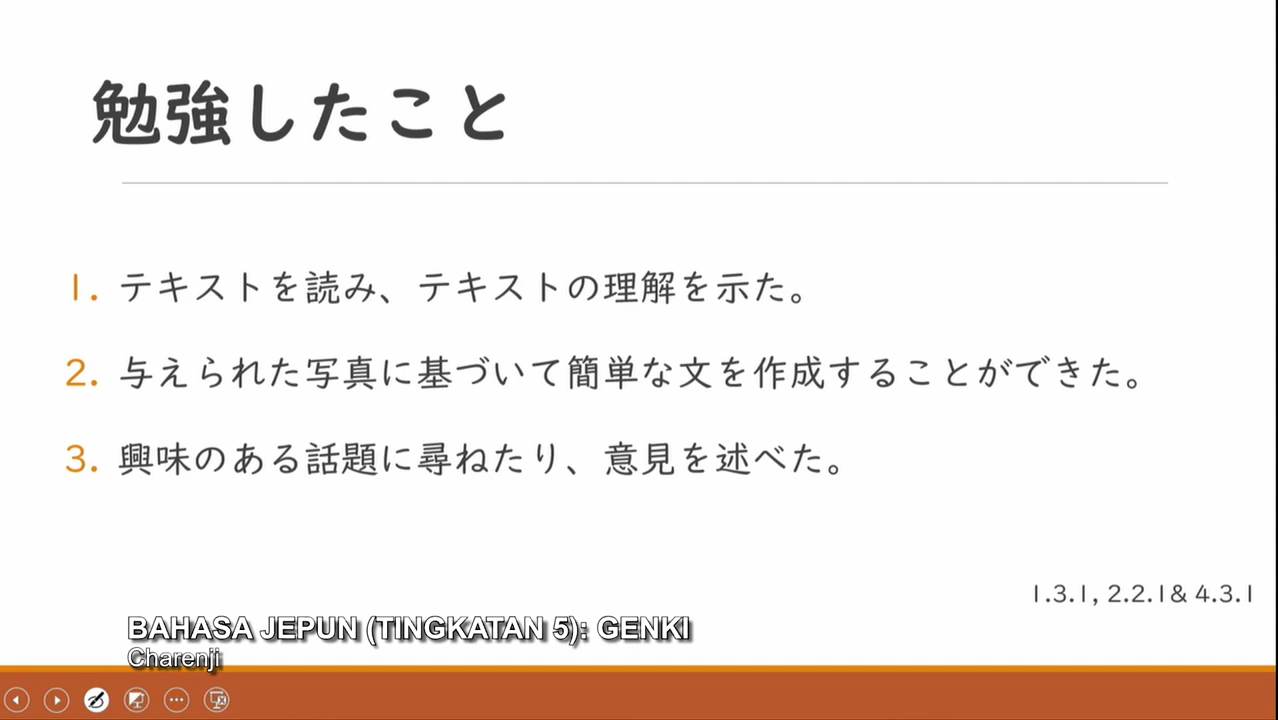 勉強したこと
1. テキストを読み、テキストの理解を示た。
2. 与えられた写真に基づいて簡単な文を作成することができた。
3. 興味のある話題に尋ねたり、意見を述べた。
1.3.1, 2.2.1& 4.3.1
BAHASA JEPUN (TINGKATAN 5): GENKI
Charenji